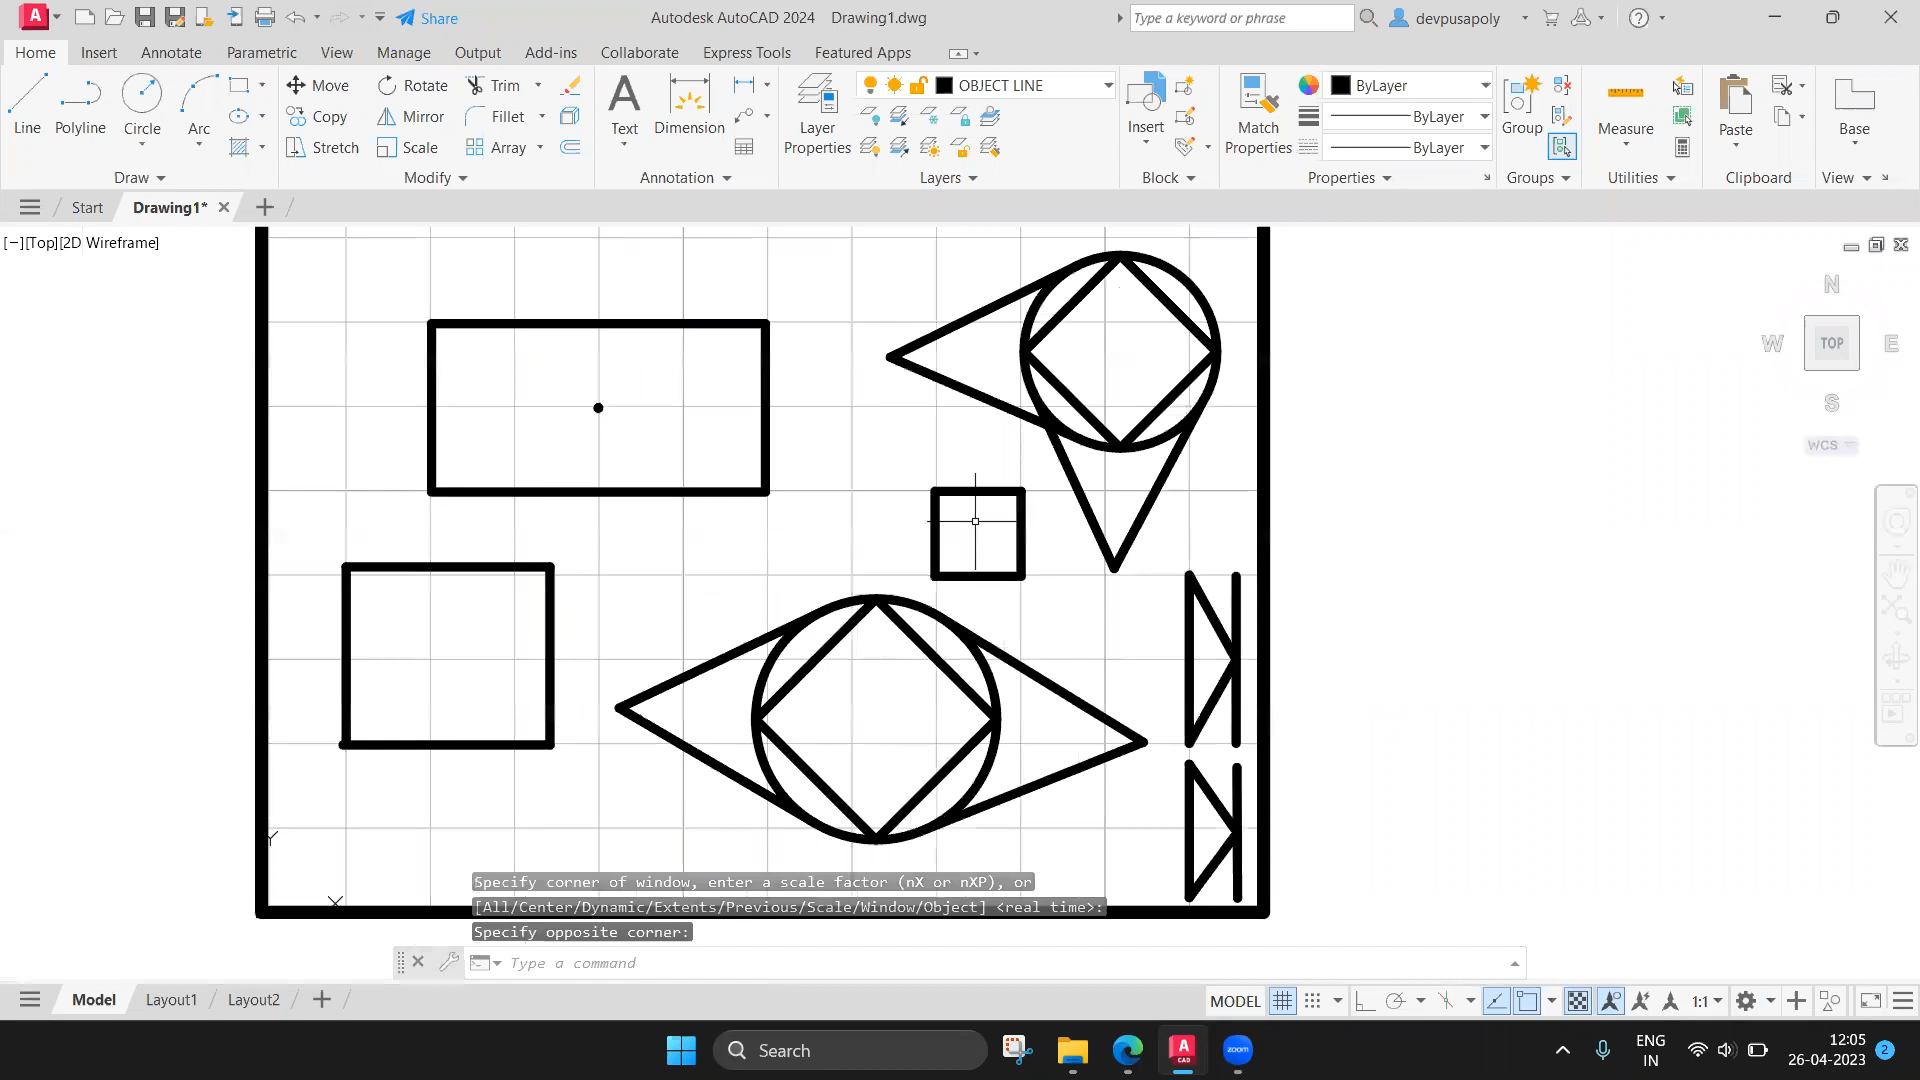 Share
Autodesk AutoCAD 2024 Drawing1.dwg
Type a keyword or phrase
devpusapoly
Home Insert Annotate Parametric View Manage Output Add-ins Collaborate Express Tools Featured Apps
Move Rotate Trim OBJECT LINE ByLayer
Copy Mirror Fillet ByLayer
Line Polyline Circle Arc Text Dimension Layer Insert Match Group Measure Paste Base
Stretch Scale Array Properties Properties ByLayer
Draw Modify Annotation Layers Block Properties Groups Utilities Clipboard View
Start Drawing1*
[−][Top][2D Wireframe]
N
W TOP E
S
WCS
Y
X
Specify corner of window, enter a scale factor (nX or nXP), or
[All/Center/Dynamic/Extents/Previous/Scale/Window/Object] <real time>:
Specify opposite corner:
Type a command
Model Layout1 Layout2
MODEL 1:1
Search
A
CAD
zoom
ENG
IN
12:05
26-04-2023
2